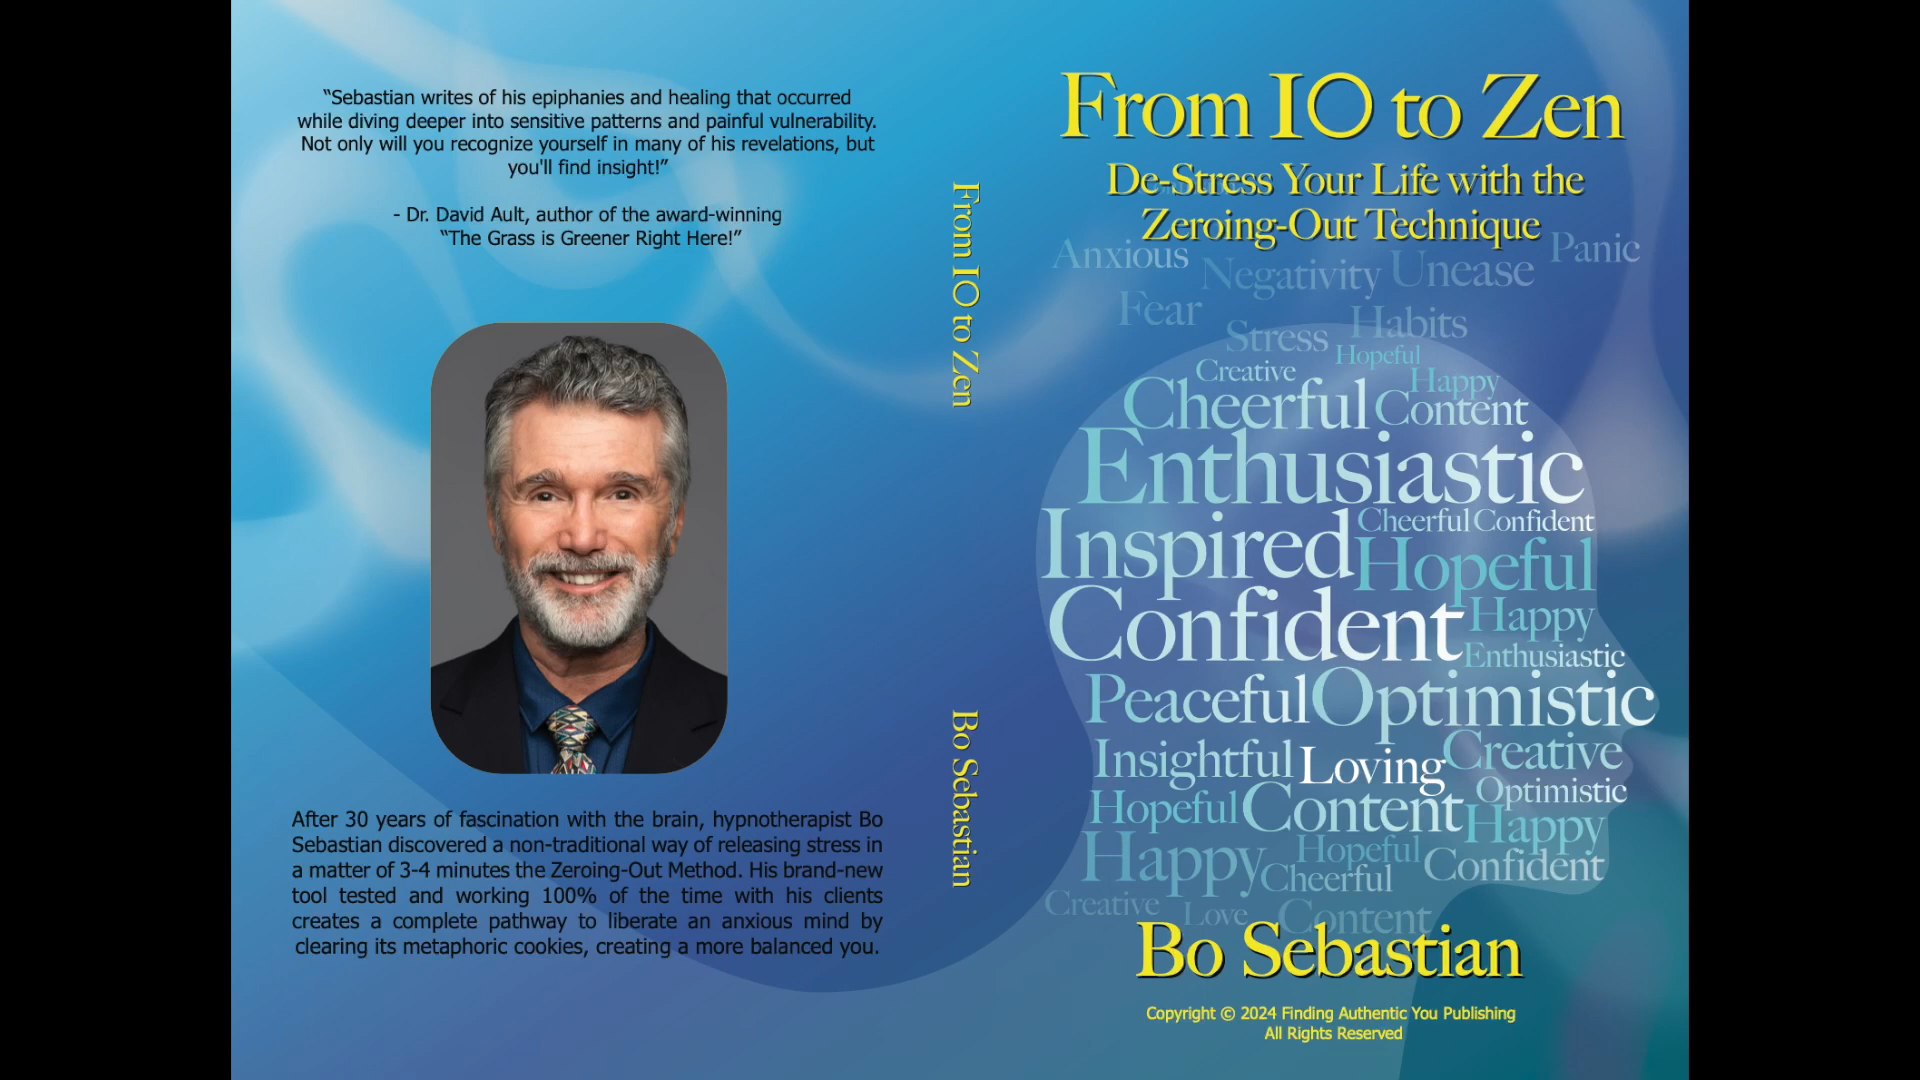 “Sebastian writes of his epiphanies and healing that occurred
while diving deeper into sensitive patterns and painful vulnerability.
Not only will you recognize yourself in many of his revelations, but
you'll find insight!”
- Dr. David Ault, author of the award-winning
“The Grass is Greener Right Here!”
After 30 years of fascination with the brain, hypnotherapist Bo
Sebastian discovered a non-traditional way of releasing stress in
a matter of 3-4 minutes the Zeroing-Out Method. His brand-new
tool tested and working 100% of the time with his clients
creates a complete pathway to liberate an anxious mind by
clearing its metaphoric cookies, creating a more balanced you.
From 10 to Zen
Bo Sebastian
From 10 to Zen
De-Stress Your Life with the
Zeroing-Out Technique
Anxious Negativity Unease Panic
Fear Stress Habits
Hopeful
Creative Happy
Cheerful Content
Enthusiastic
Cheerful Confident
Inspired Hopeful
Confident Happy
Enthusiastic
Peaceful Optimistic
Insightful Loving Creative
Optimistic
Hopeful Content Happy
Happy Hopeful Confident
Cheerful
Creative Love Content
Bo Sebastian
Copyright © 2024 Finding Authentic You Publishing
All Rights Reserved